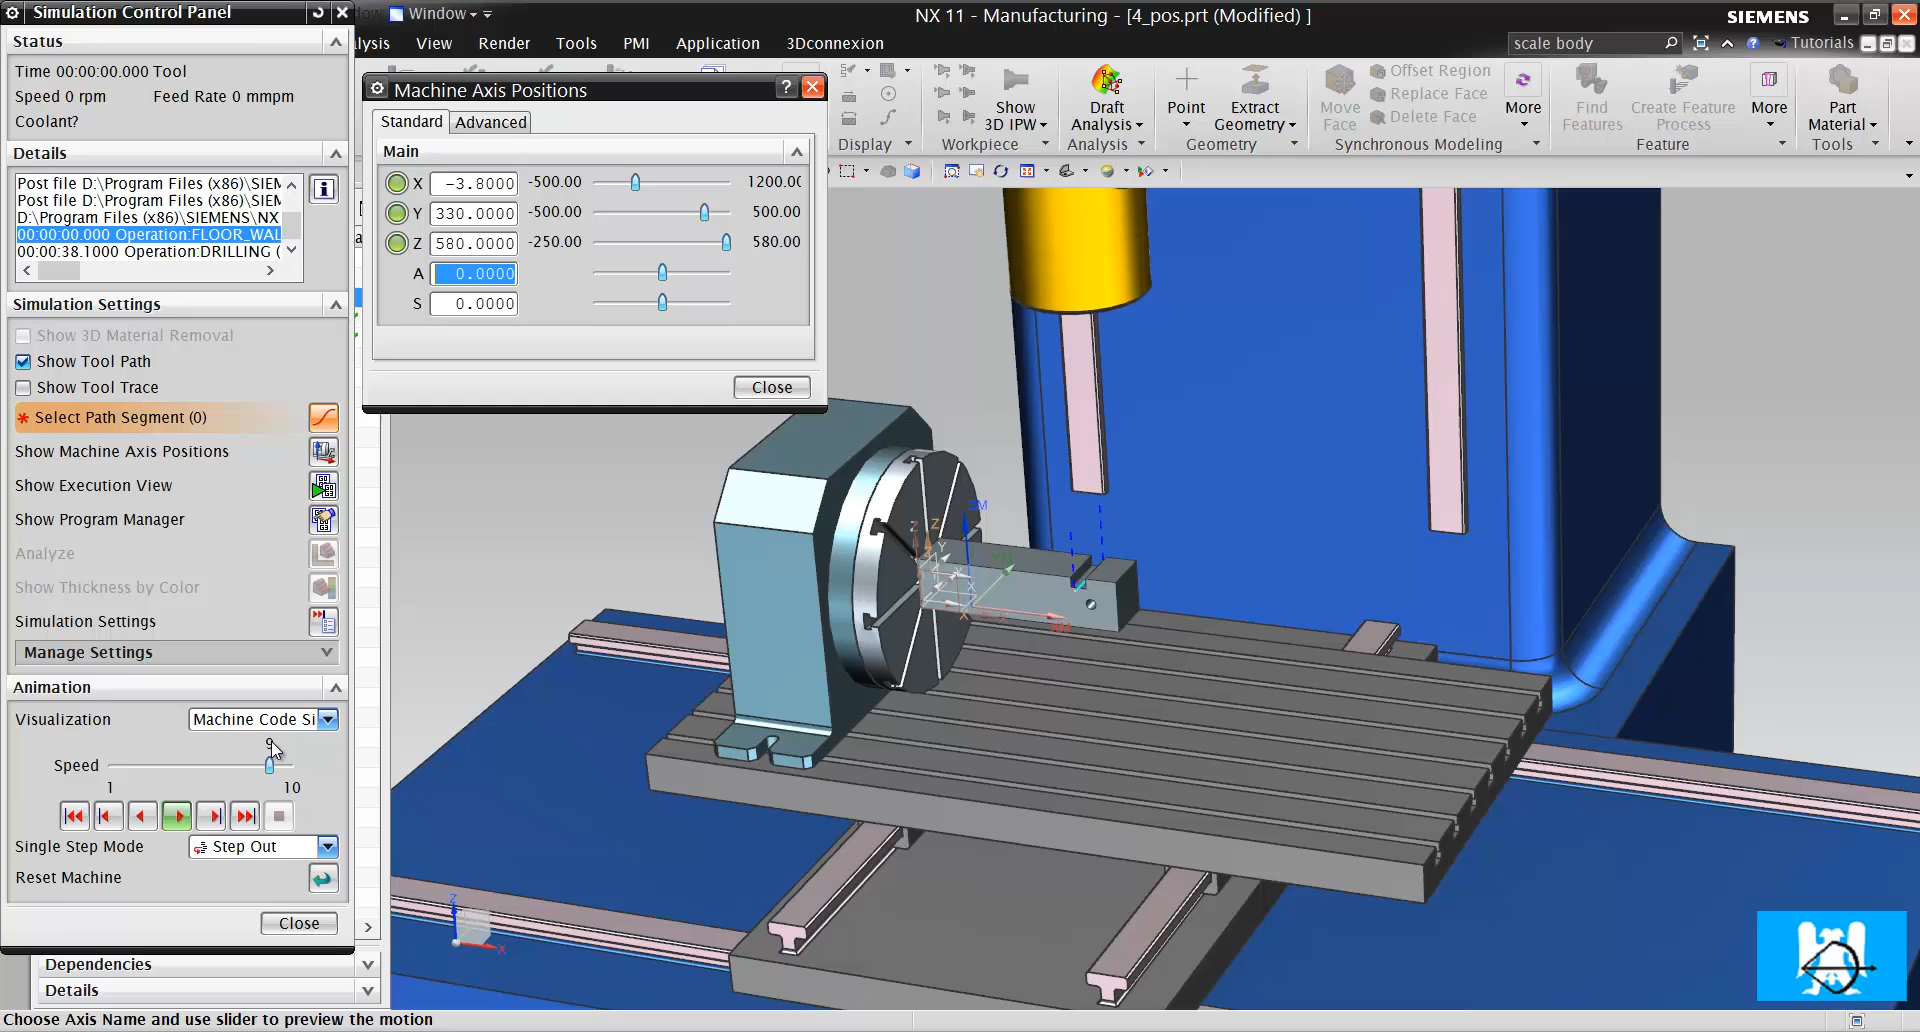 Simulation Control Panel
Window
NX 11 - Manufacturing - [4_pos.prt (Modified) ]
SIEMENS
Status
View
Render
Tools
PMI
Application
3Dconnexion
scale body
Tutorials
Time 00:00:00.000 Tool
Speed 0 rpm
Feed Rate 0 mmpm
Coolant?
Details
Post file D:\Program Files (x86)\SIEM
Post file D:\Program Files (x86)\SIEM
D:\Program Files (x86)\SIEMENS\NX
00:00:00.000 Operation:FLOOR_WAL
00:00:38.1000 Operation:DRILLING (
Simulation Settings
Show 3D Material Removal
Show Tool Path
Show Tool Trace
* Select Path Segment (0)
Show Machine Axis Positions
Show Execution View
Show Program Manager
Analyze
Show Thickness by Color
Simulation Settings
Manage Settings
Animation
Visualization
Machine Code Si
9
Speed
1
10
Single Step Mode
Step Out
Reset Machine
Close
Dependencies
Details
Choose Axis Name and use slider to preview the motion
Machine Axis Positions
Standard
Advanced
Main
X -3.8000 -500.00 1200.00
Y 330.0000 -500.00 500.00
Z 580.0000 -250.00 580.00
A 0.0000
S 0.0000
Close
Display
Show
3D IPW
Workpiece
Draft
Analysis
Analysis
Point
Extract
Geometry
Geometry
Move
Face
Offset Region
Replace Face
Delete Face
More
Synchronous Modeling
Find
Features
Create Feature
Process
More
Feature
Part
Material
Tools
Z
Z
ZM
Y
YM
X
X
X
XM
Z
X